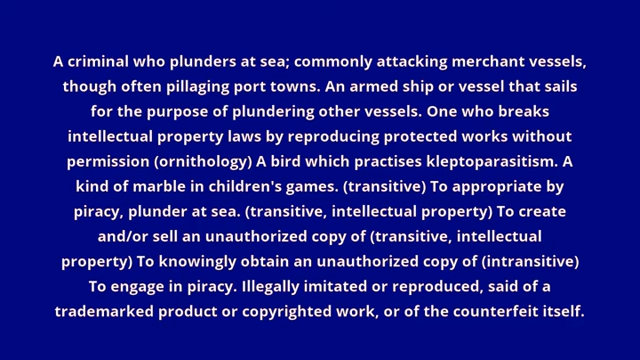 A criminal who plunders at sea; commonly attacking merchant vessels,
though often pillaging port towns. An armed ship or vessel that sails
for the purpose of plundering other vessels. One who breaks
intellectual property laws by reproducing protected works without
permission (ornithology) A bird which practises kleptoparasitism. A
kind of marble in children's games. (transitive) To appropriate by
piracy, plunder at sea. (transitive, intellectual property) To create
and/or sell an unauthorized copy of (transitive, intellectual
property) To knowingly obtain an unauthorized copy of (intransitive)
To engage in piracy. Illegally imitated or reproduced, said of a
trademarked product or copyrighted work, or of the counterfeit itself.